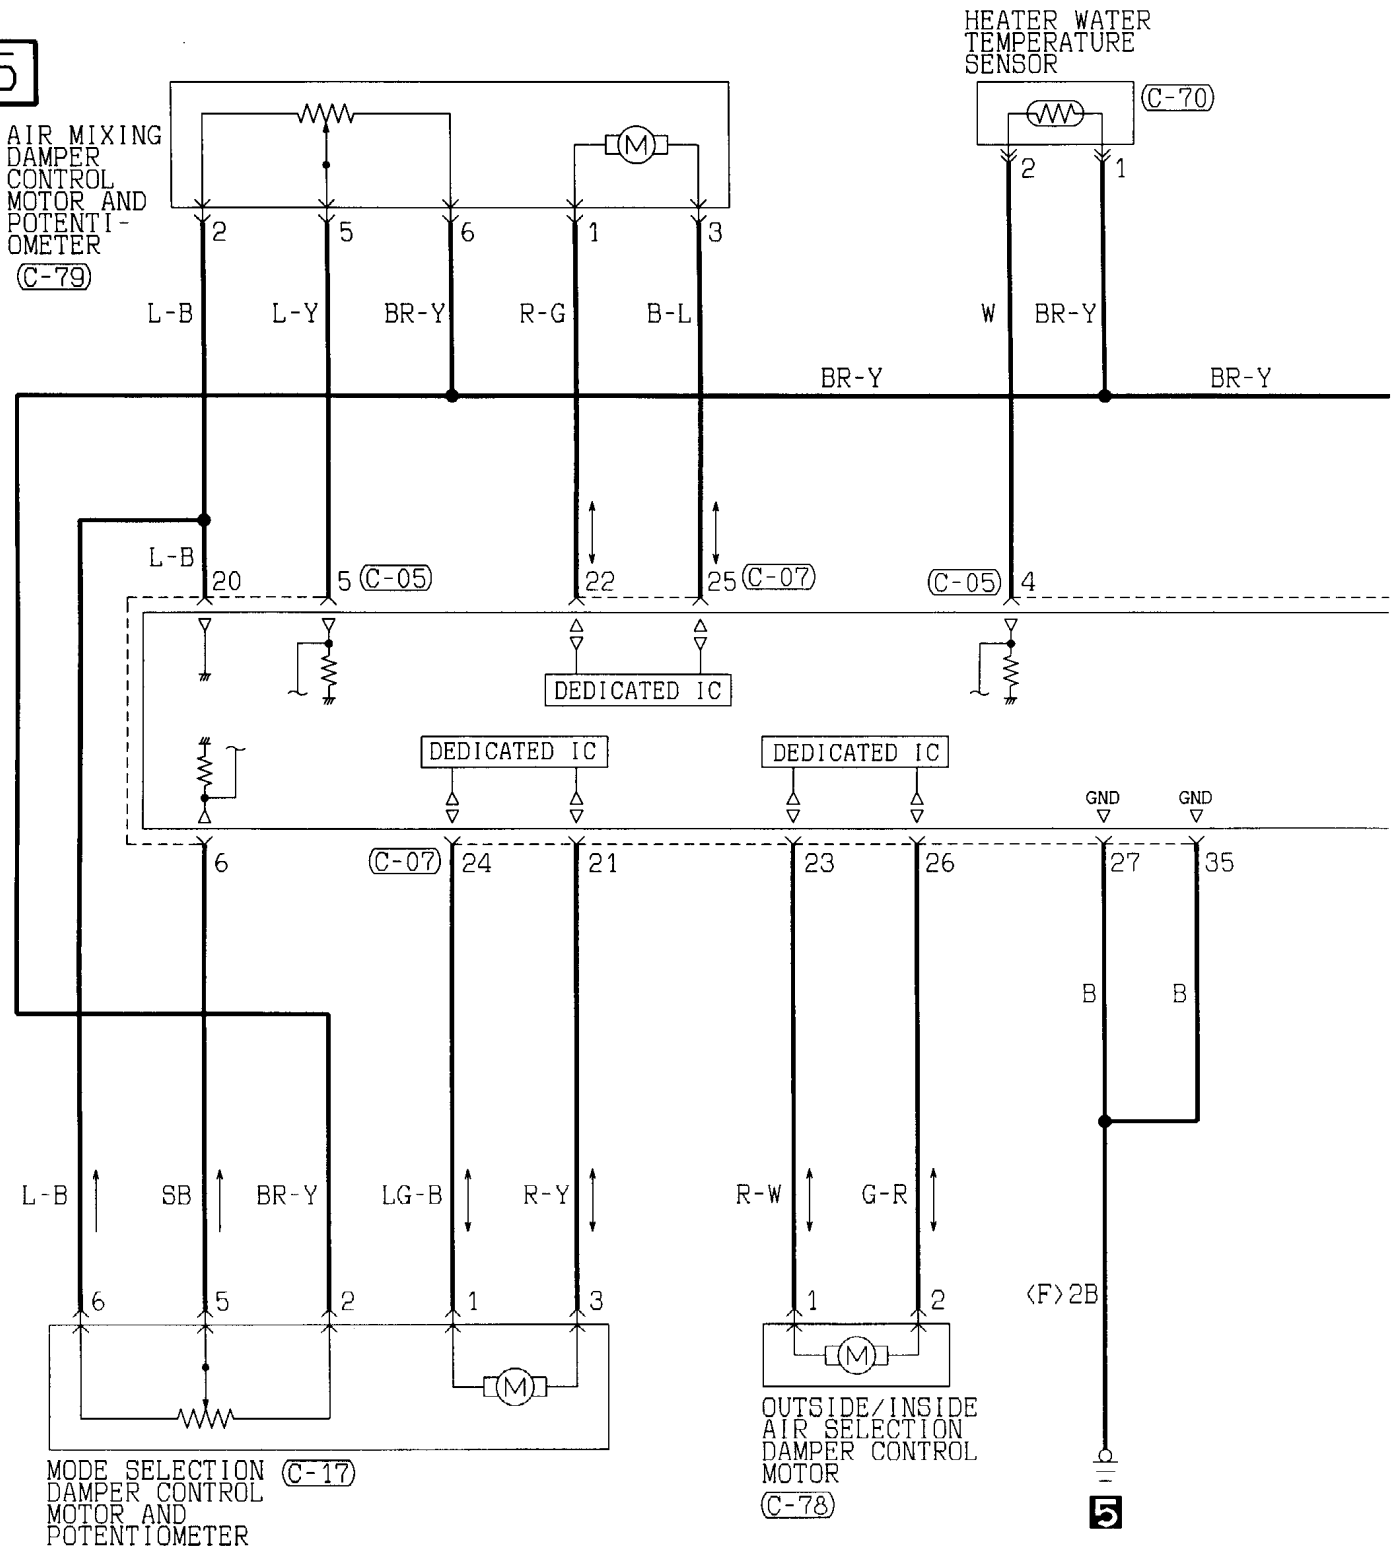 5
HEATER WATER
TEMPERATURE
SENSOR
C-70
AIR MIXING
DAMPER
CONTROL
MOTOR AND
POTENTI-
OMETER
C-79
M
2 1
2 5 6 1 3
L-B L-Y BR-Y R-G B-L W BR-Y
BR-Y BR-Y
L-B
20 5 C-05 22 25 C-07 C-05 4
DEDICATED IC
DEDICATED IC DEDICATED IC
GND GND
6 C-07 24 21 23 26 27 35
B B
L-B SB BR-Y LG-B R-Y R-W G-R
<F>2B
6 5 2 1 3 1 2
M M
OUTSIDE/INSIDE
AIR SELECTION
DAMPER CONTROL
MOTOR
C-78
MODE SELECTION C-17
DAMPER CONTROL
MOTOR AND
POTENTIOMETER
5